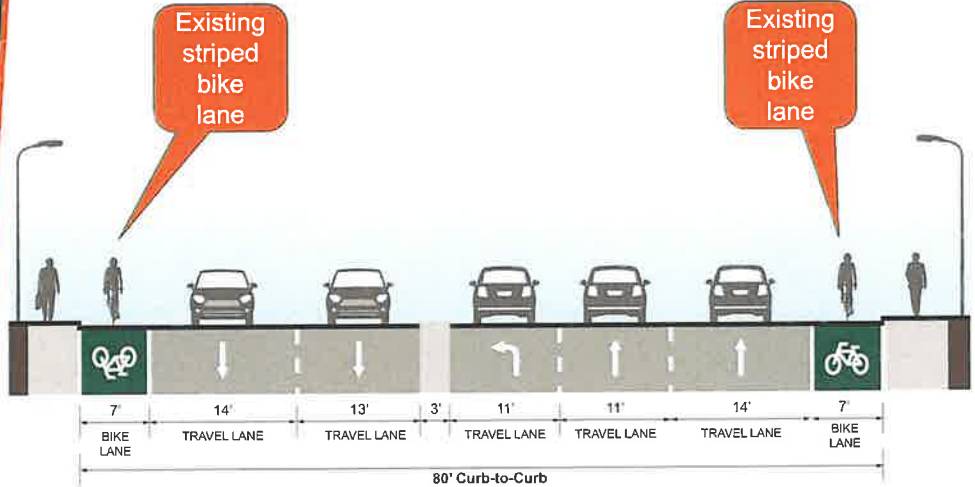 Existing
striped
bike
lane
Existing
striped
bike
lane
7' 14' 13' 3' 11' 11' 14' 7'
BIKE
LANE
TRAVEL LANE
TRAVEL LANE
TRAVEL LANE
TRAVEL LANE
TRAVEL LANE
BIKE
LANE
80' Curb-to-Curb